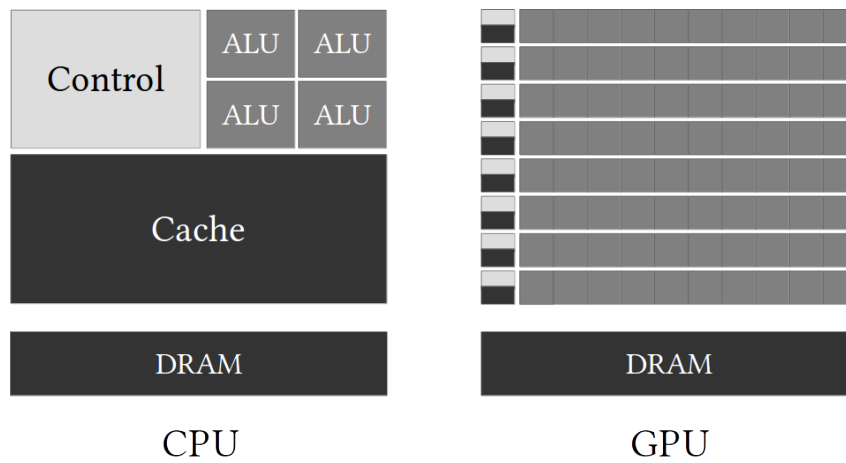 Control
ALU ALU
ALU ALU
Cache
DRAM
CPU
DRAM
GPU